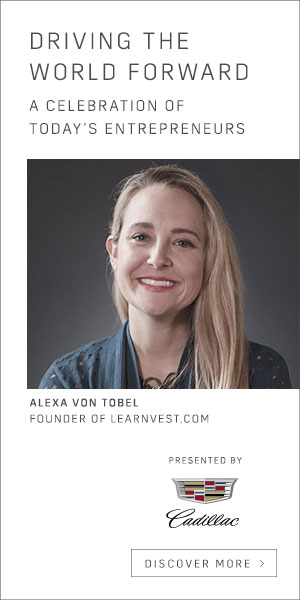 DRIVING THE
WORLD FORWARD
A CELEBRATION OF
TODAY'S ENTREPRENEURS
ALEXA VON TOBEL
FOUNDER OF LEARNVEST.COM
PRESENTED BY
Cadillac
DISCOVER MORE >